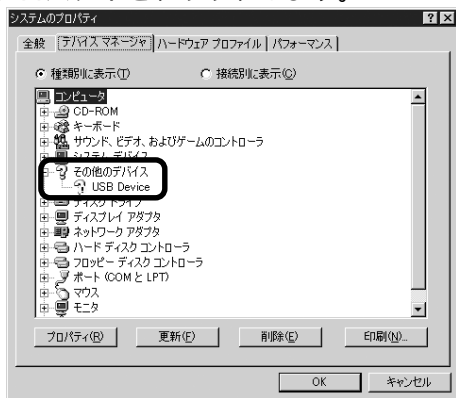 システムのプロパティ
全般 デバイス マネージャ ハードウェア プロファイル パフォーマンス
種類別に表示(T) 接続別に表示(C)
コンピュータ
CD-ROM
キーボード
サウンド、ビデオ、およびゲームのコントローラ
システム デバイス
その他のデバイス
USB Device
ディスク ドライブ
ディスプレイ アダプタ
ネットワーク アダプタ
ハード ディスク コントローラ
フロッピー ディスク コントローラ
ポート (COM と LPT)
マウス
モニタ
プロパティ(R) 更新(F) 削除(E) 印刷(N)...
OK キャンセル